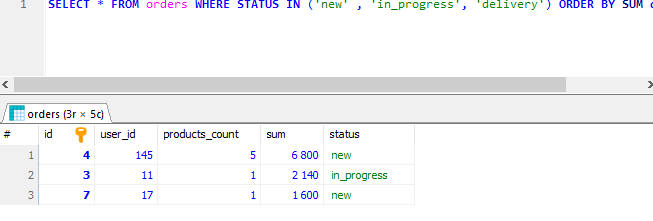 1 SELECT * FROM orders WHERE STATUS IN ('new' , 'in_progress', 'delivery') ORDER BY SUM
orders (3r × 5c)
# id user_id products_count sum status
1 4 145 5 6 800 new
2 3 11 1 2 140 in_progress
3 7 17 1 1 600 new